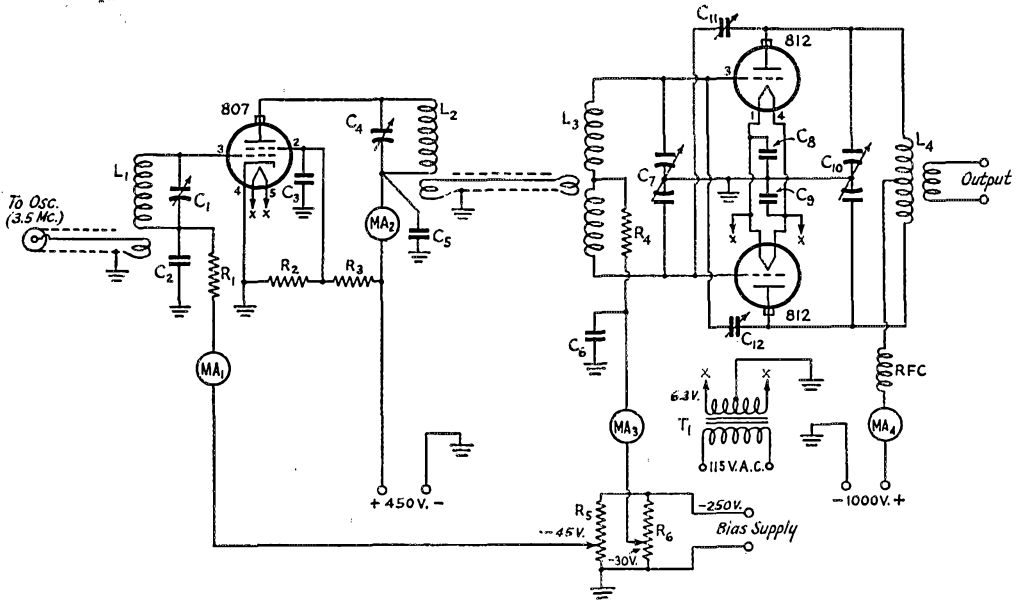 C11
812
3
1 4
C8
C9
C10
L4
Output
807
3
2
4 5
x x
L1
C1
C2
To Osc.
(3.5 MC.)
R1
C3
C4
L2
MA2
C5
R2
R3
MA1
+ 450V. -
L3
C7
R4
x
x
812
C12
C6
MA3
x x
6.3V.
T1
115 V. A.C.
RFC
MA4
- 1000V. +
R5
R6
-45V.
-30V.
-250V.
Bias Supply